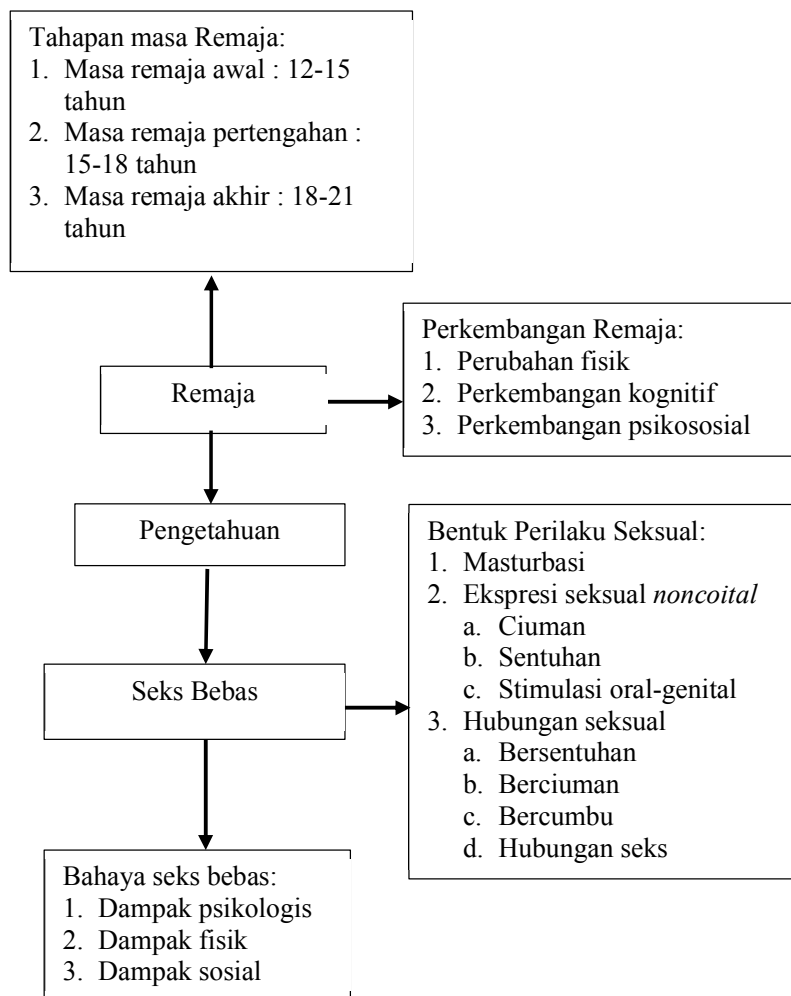 Tahapan masa Remaja:
1. Masa remaja awal : 12-15
tahun
2. Masa remaja pertengahan :
15-18 tahun
3. Masa remaja akhir : 18-21
tahun
Perkembangan Remaja:
1. Perubahan fisik
2. Perkembangan kognitif
3. Perkembangan psikososial
Remaja
Pengetahuan
Bentuk Perilaku Seksual:
1. Masturbasi
2. Ekspresi seksual noncoital
a. Ciuman
b. Sentuhan
c. Stimulasi oral-genital
3. Hubungan seksual
a. Bersentuhan
b. Berciuman
c. Bercumbu
d. Hubungan seks
Seks Bebas
Bahaya seks bebas:
1. Dampak psikologis
2. Dampak fisik
3. Dampak sosial